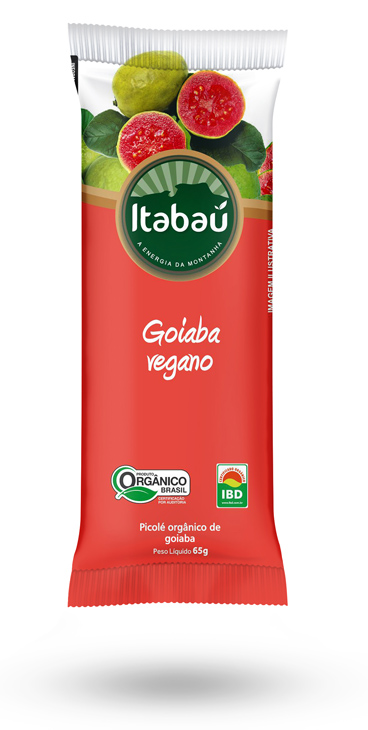 Itabaú
A ENERGIA DA MONTANHA
IMAGEM ILUSTRATIVA
Goiaba
vegano
PRODUTO
ORGÂNICO
BRASIL
CERTIFICAÇÃO
POR AUDITORIA
IBD
Picolé orgânico de
goiaba
Peso Líquido 65g